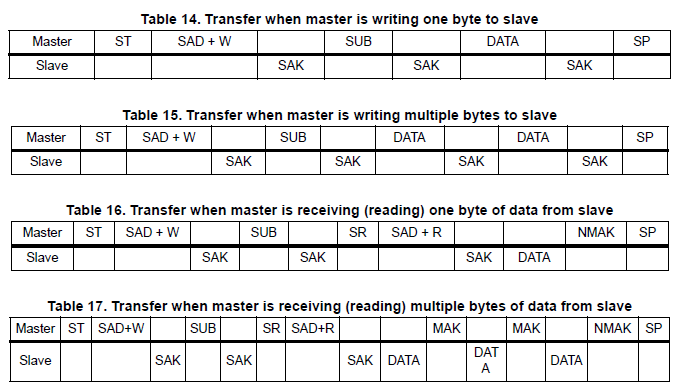 Table 14. Transfer when master is writing one byte to slave
Master ST SAD + W SUB DATA SP
Slave SAK SAK SAK
Table 15. Transfer when master is writing multiple bytes to slave
Master ST SAD + W SUB DATA DATA SP
Slave SAK SAK SAK SAK
Table 16. Transfer when master is receiving (reading) one byte of data from slave
Master ST SAD + W SUB SR SAD + R NMAK SP
Slave SAK SAK SAK DATA
Table 17. Transfer when master is receiving (reading) multiple bytes of data from slave
Master ST SAD+W SUB SR SAD+R MAK MAK NMAK SP
Slave SAK SAK SAK DATA DAT DATA
A